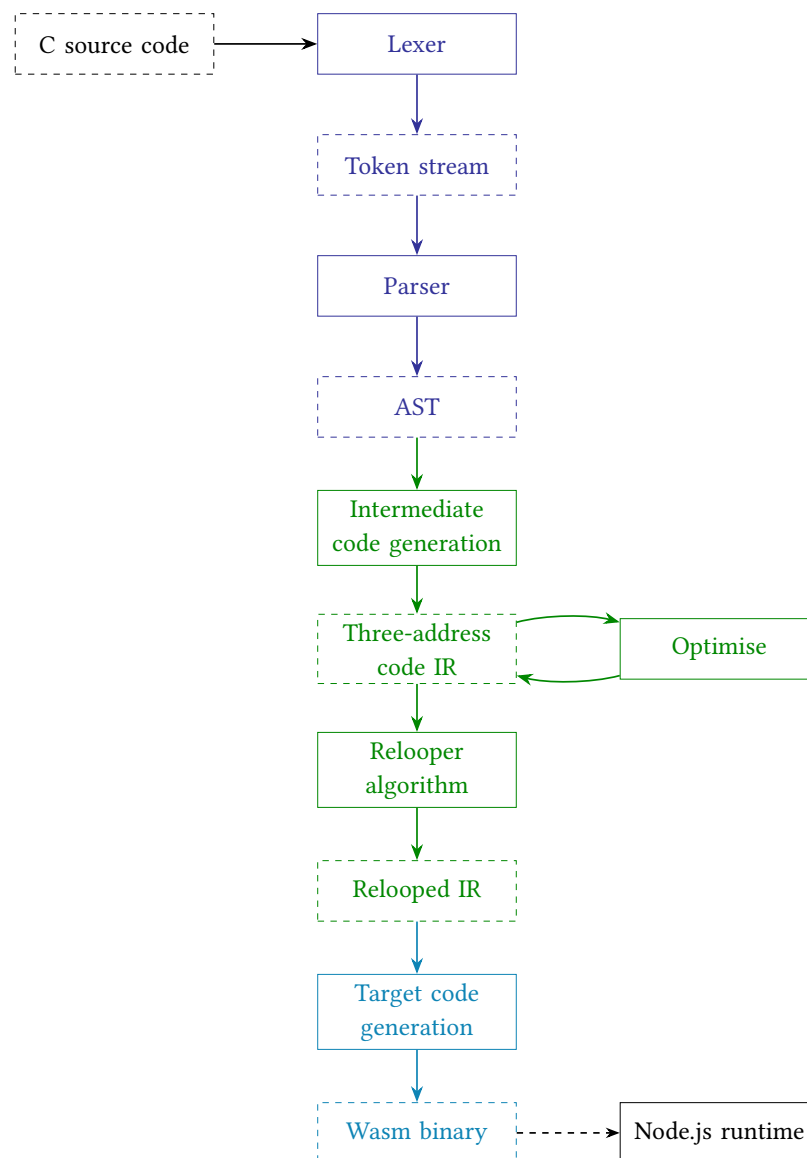 C source code
Lexer
Token stream
Parser
AST
Intermediate
code generation
Three-address
code IR
Optimise
Relooper
algorithm
Relooped IR
Target code
generation
Wasm binary
Node.js runtime